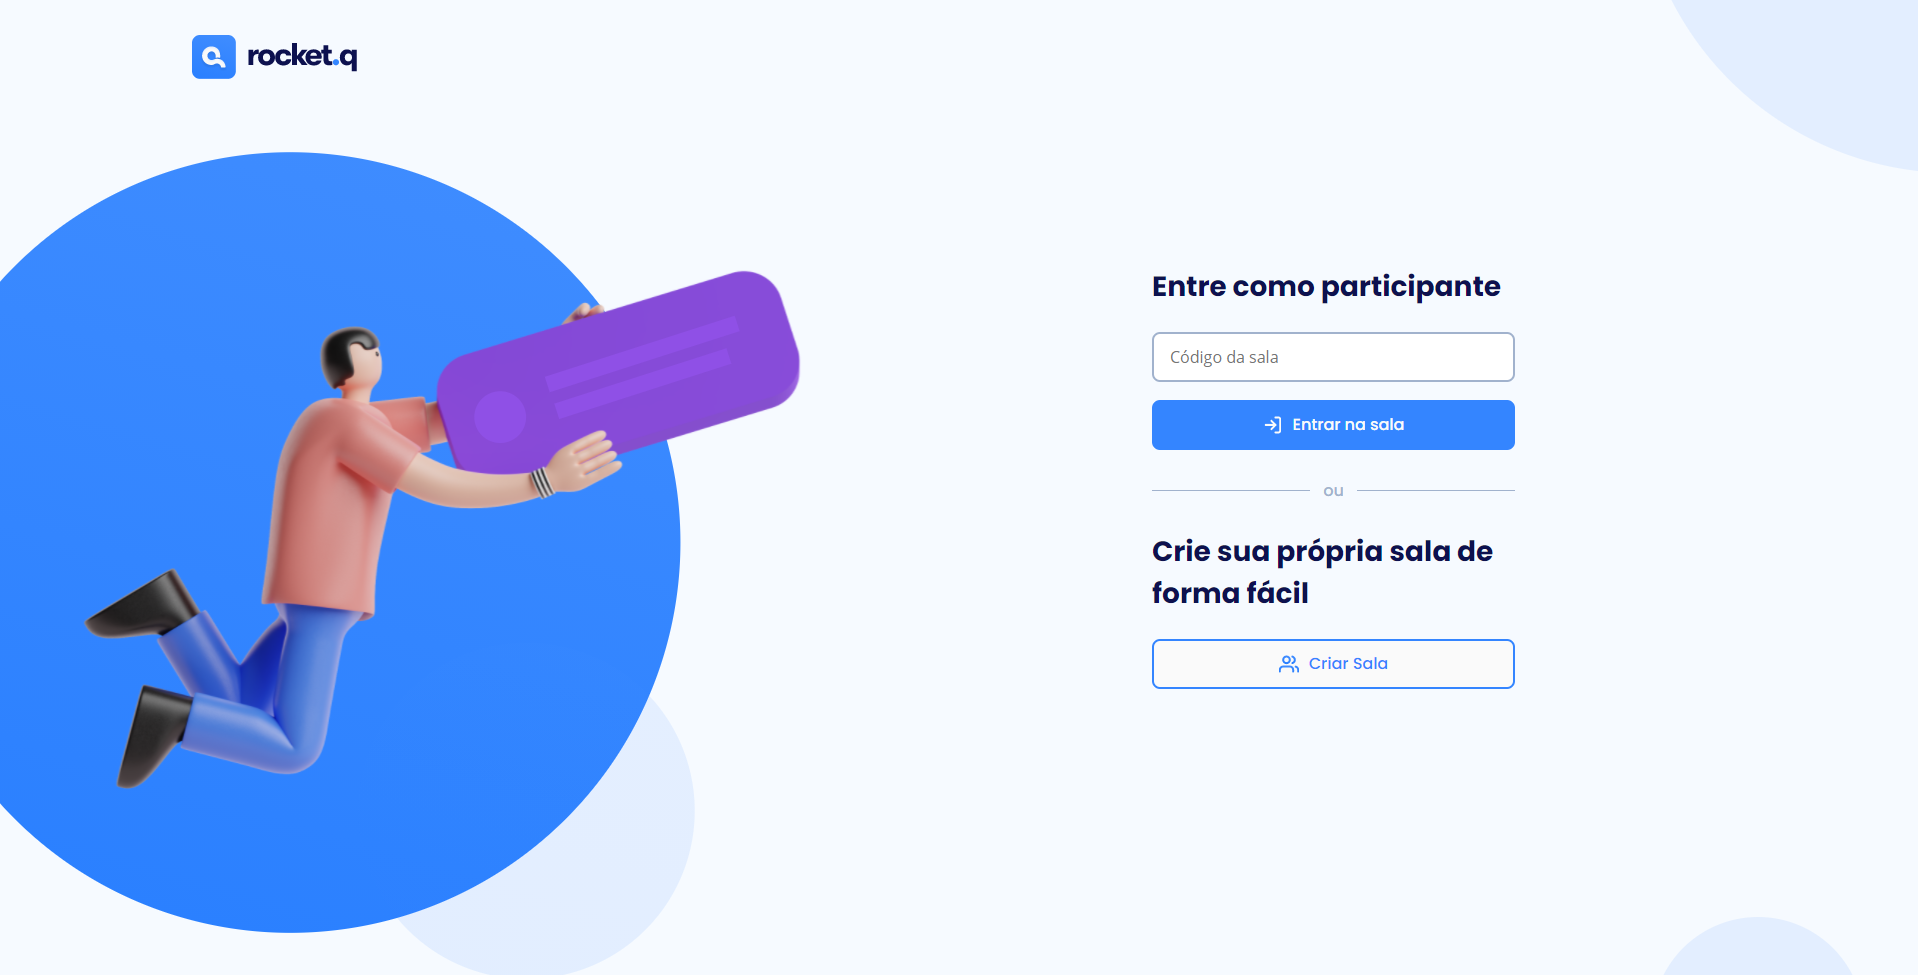 rocket.q
Entre como participante
Código da sala
Entrar na sala
ou
Crie sua própria sala de
forma fácil
Criar Sala